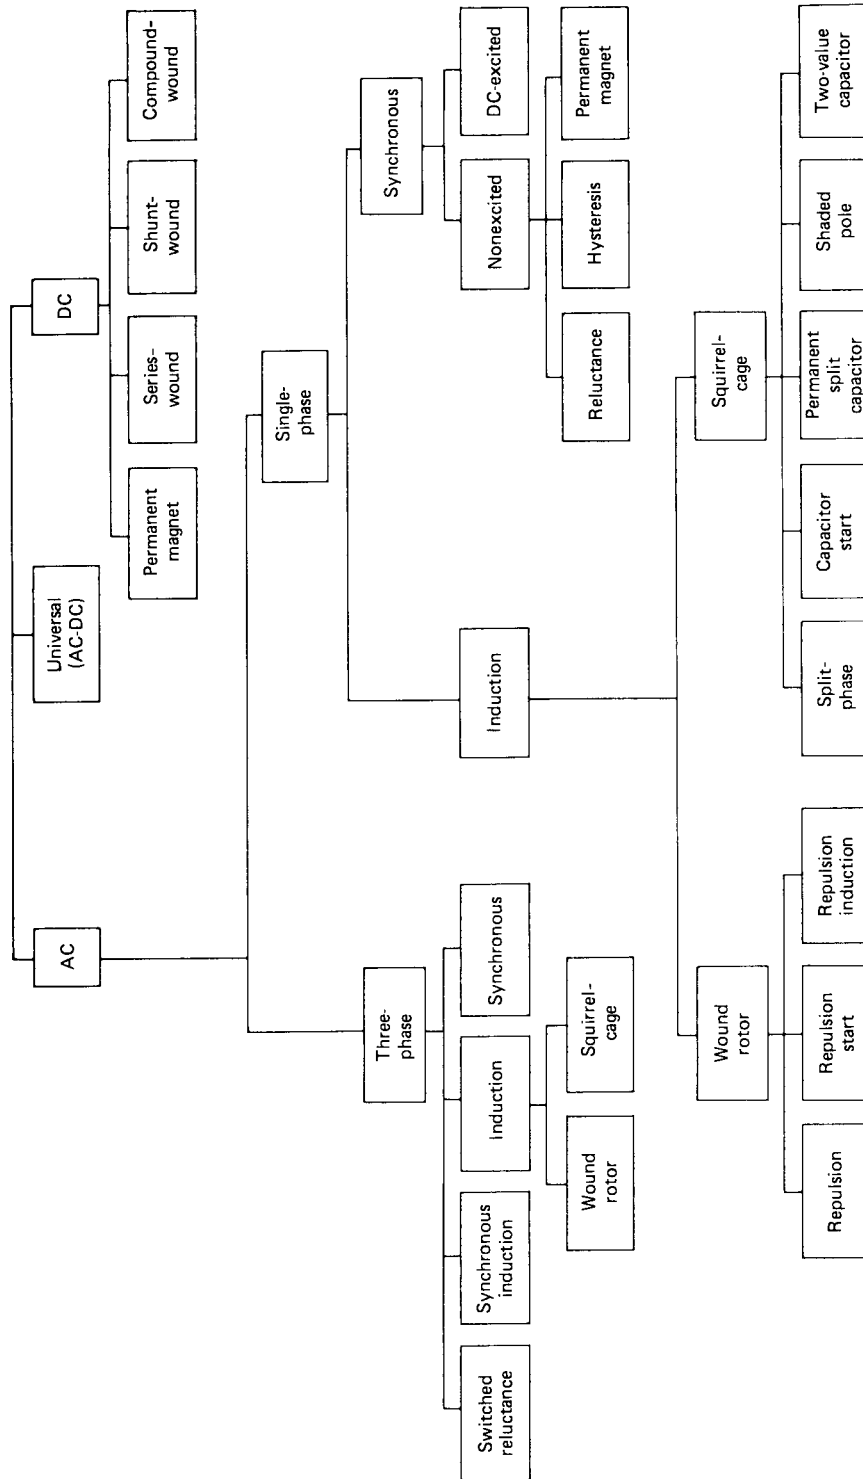 AC
Universal
(AC-DC)
DC
Permanent
magnet
Series-
wound
Shunt-
wound
Compound-
wound
Single-
phase
Three-
phase
Synchronous
Switched
reluctance
Synchronous
induction
Induction
Synchronous
Induction
Nonexcited
DC-excited
Wound
rotor
Squirrel-
cage
Reluctance
Hysteresis
Permanent
magnet
Wound
rotor
Squirrel-
cage
Repulsion
Repulsion
start
Repulsion
induction
Split-
phase
Capacitor
start
Permanent
split
capacitor
Shaded
pole
Two-value
capacitor